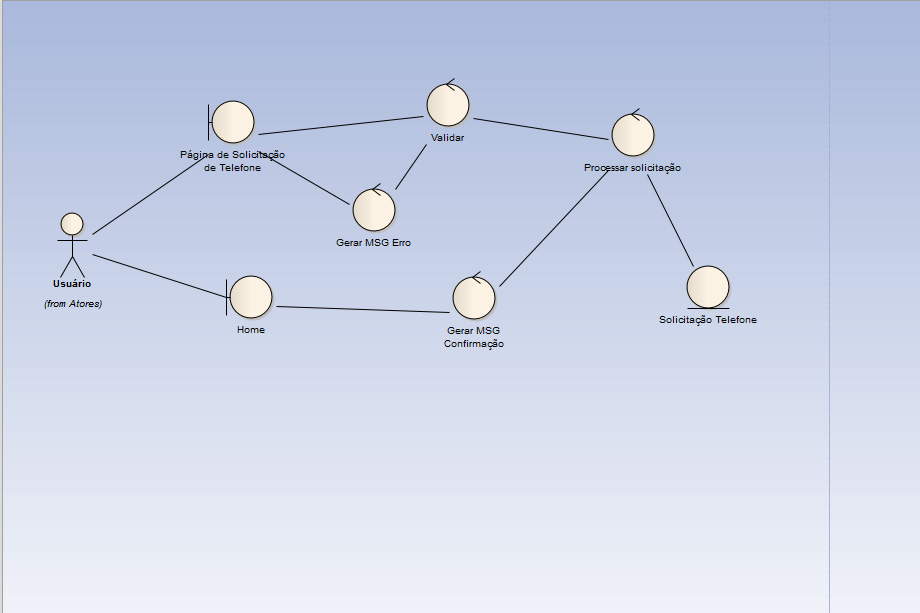 Validar
Página de Solicitação
de Telefone
Processar solicitação
Gerar MSG Erro
Usuário
(from Atores)
Home
Gerar MSG
Confirmação
Solicitação Telefone